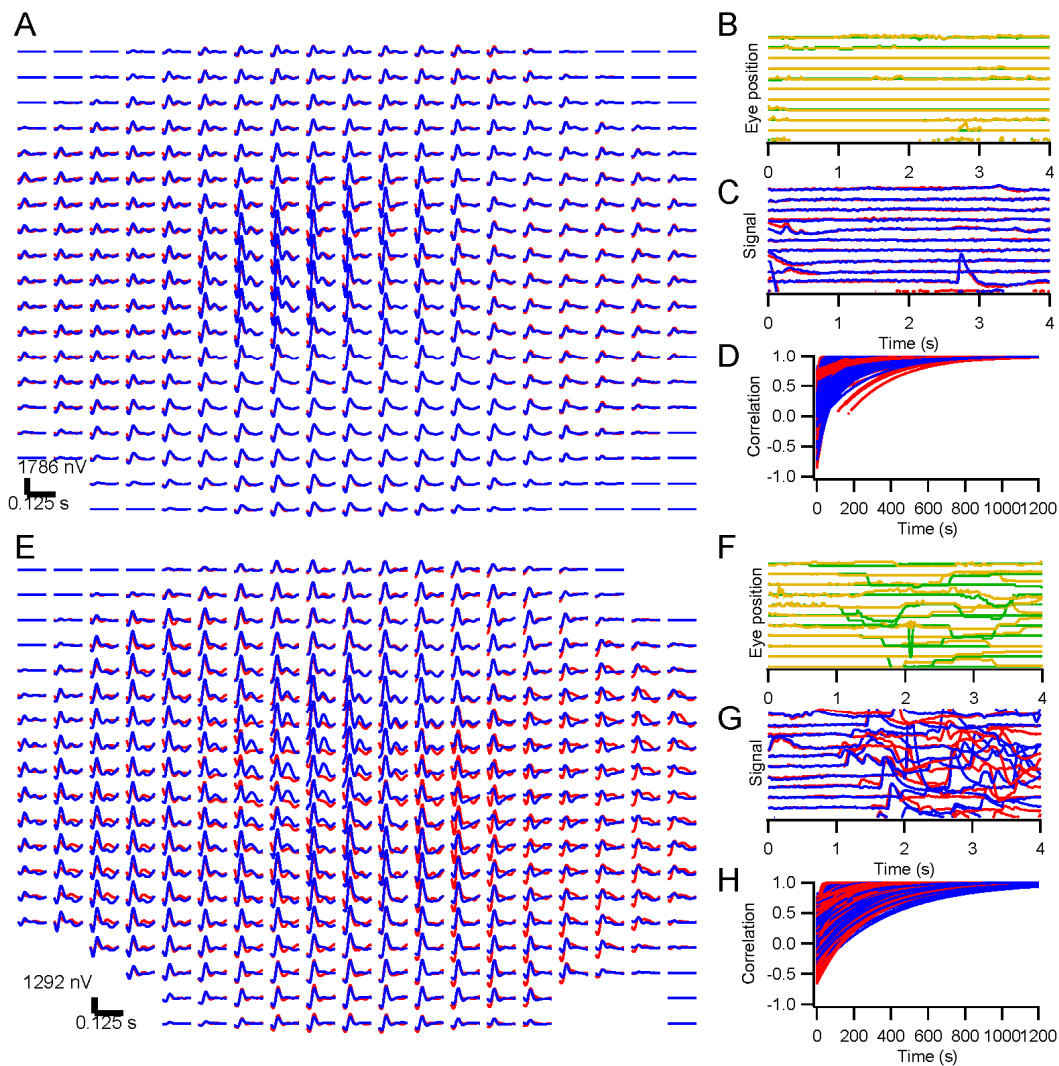 A
1786 nV
0.125 s
B
Eye position
0 1 2 3 4
C
Signal
0 1 2 3 4
Time (s)
D
Correlation
1.0
0.5
0.0
-0.5
-1.0
0 200 400 600 800 1000 1200
Time (s)
E
1292 nV
0.125 s
F
Eye position
0 1 2 3 4
G
Signal
0 1 2 3 4
Time (s)
H
Correlation
1.0
0.5
0.0
-0.5
-1.0
0 200 400 600 800 1000 1200
Time (s)